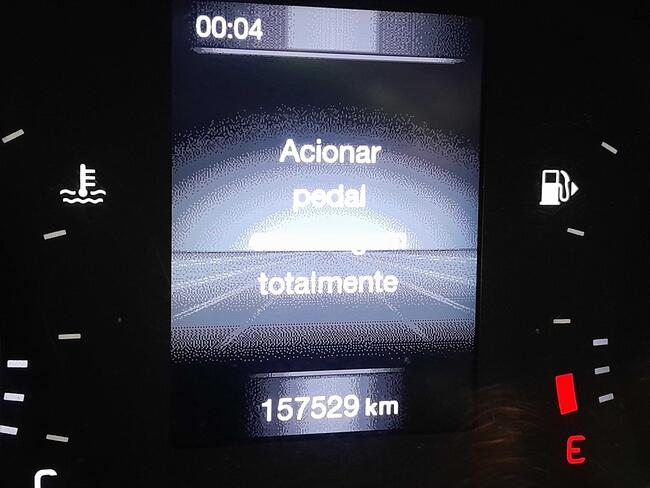 00:04
Acionar
pedal
totalmente
157529 km
E
C